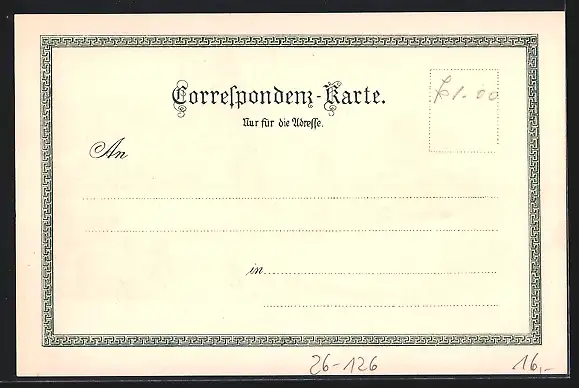 Correspondenz-Karte.
£1.00
Nur für die Adresse.
An
in
26-126
16,-